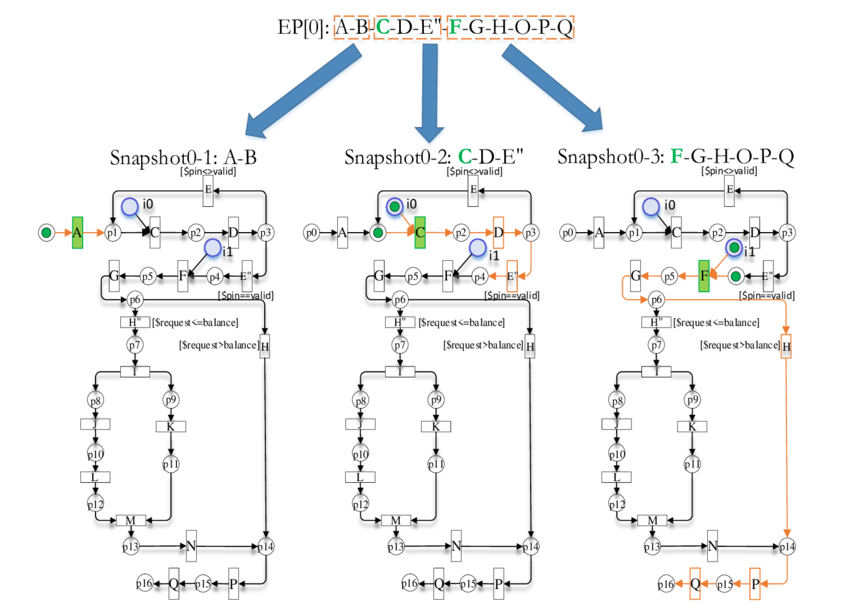 EP[0]: A-B-C-D-E"-F-G-H-O-P-Q
Snapshot0-1: A-B
[$pin<>valid]
E
i0
A
p1
C
p2
D
p3
i1
G
p5
F
p4
E"
[$pin==valid]
p6
H"
[$request<=balance]
p7
[$request>balance]
H
I
p8
p9
J
K
p10
p11
L
p12
M
p13
N
p14
p16
Q
p15
P
Snapshot0-2: C-D-E"
[$pin<>valid]
E
i0
p0
A
C
p2
D
p3
i1
G
p5
F
p4
E"
[$pin==valid]
p6
H"
[$request<=balance]
p7
[$request>balance]
H
I
p8
p9
J
K
p10
p11
L
p12
M
p13
N
p14
p16
Q
p15
P
Snapshot0-3: F-G-H-O-P-Q
[$pin<>valid]
E
i0
p0
A
p1
C
p2
D
p3
i1
G
p5
F
E"
[$pin==valid]
p6
H"
[$request<=balance]
p7
[$request>balance]
H
I
p8
p9
J
K
p10
p11
L
p12
M
p13
N
p14
p16
Q
p15
P